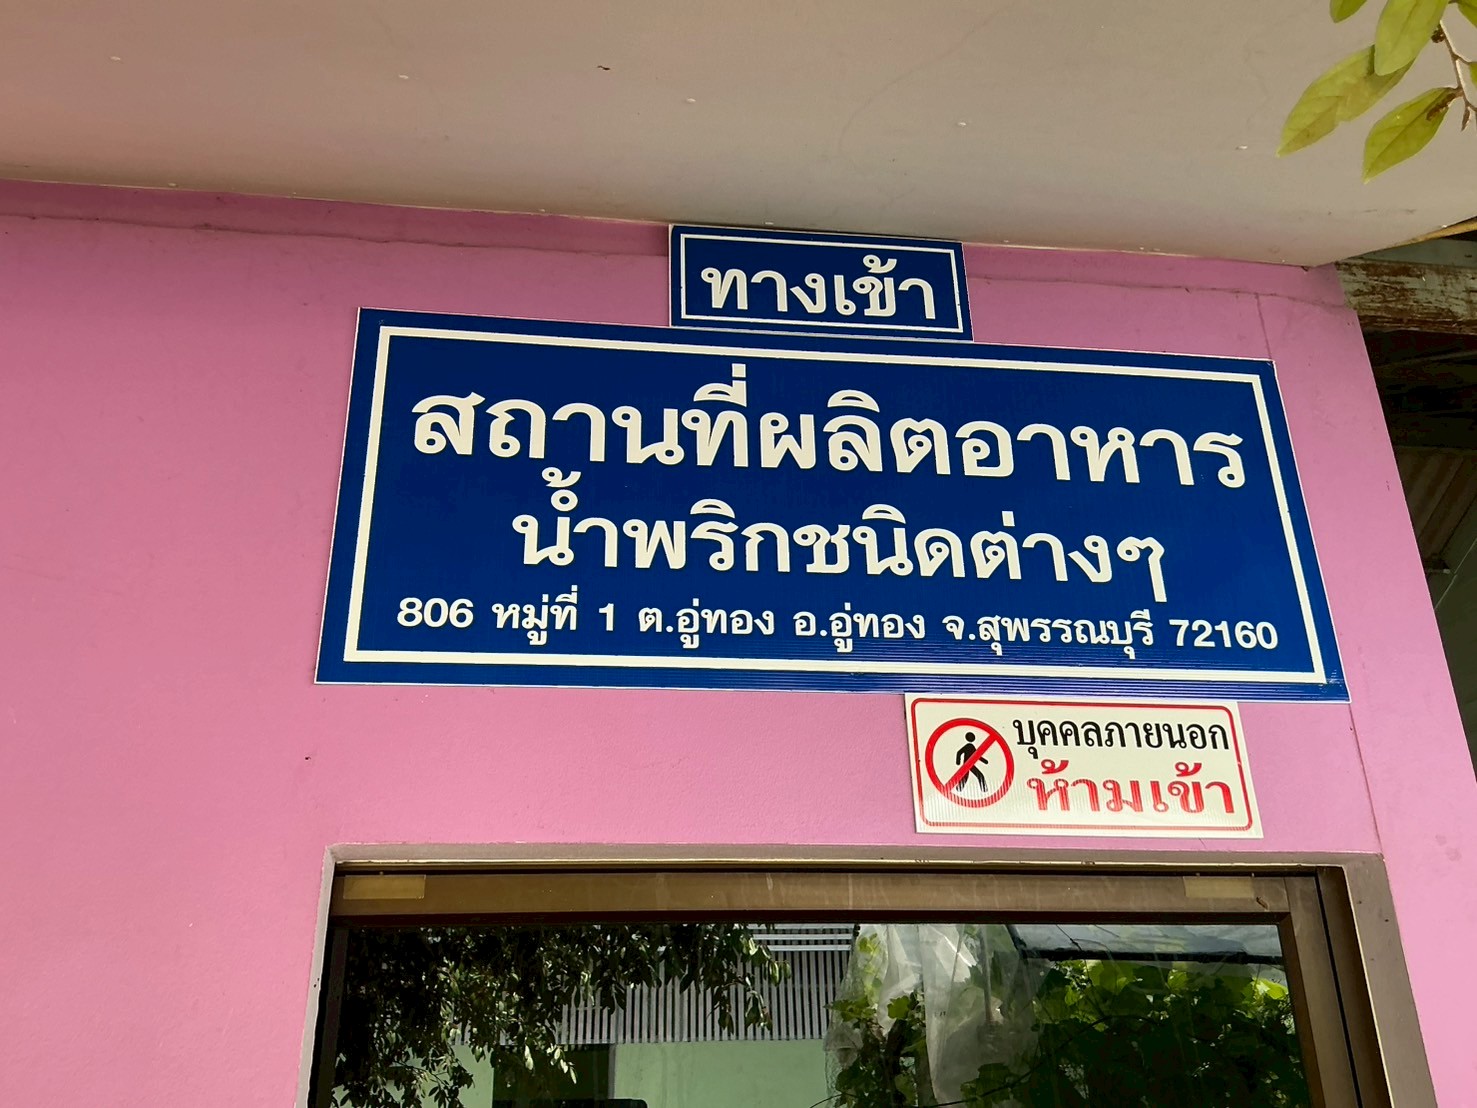 ทางเข้า
สถานที่ผลิตอาหาร
น้ำพริกชนิดต่างๆ
806 หมู่ที่ 1 ต.อู่ทอง อ.อู่ทอง จ.สุพรรณบุรี 72160
บุคคลภายนอก
ห้ามเข้า